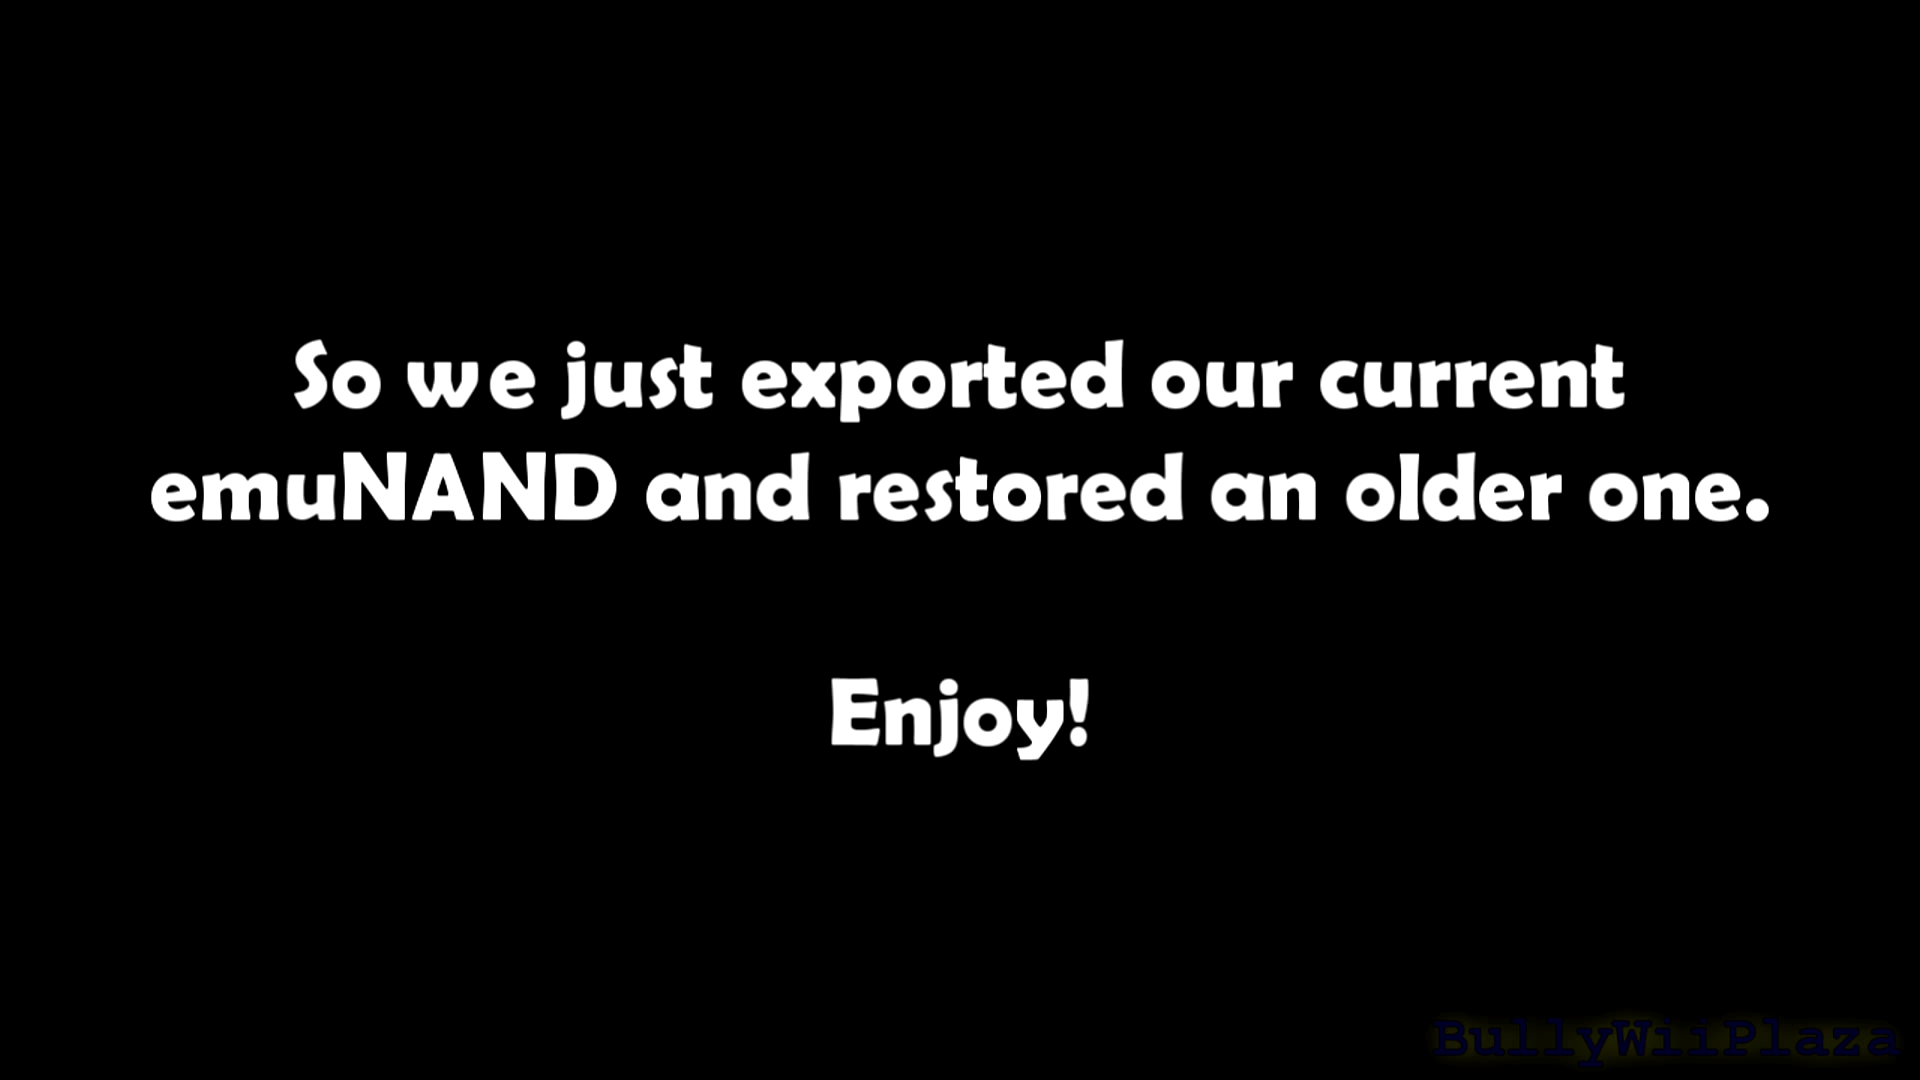 So we just exported our current
emuNAND and restored an older one.
Enjoy!
BullyWiiPlaza